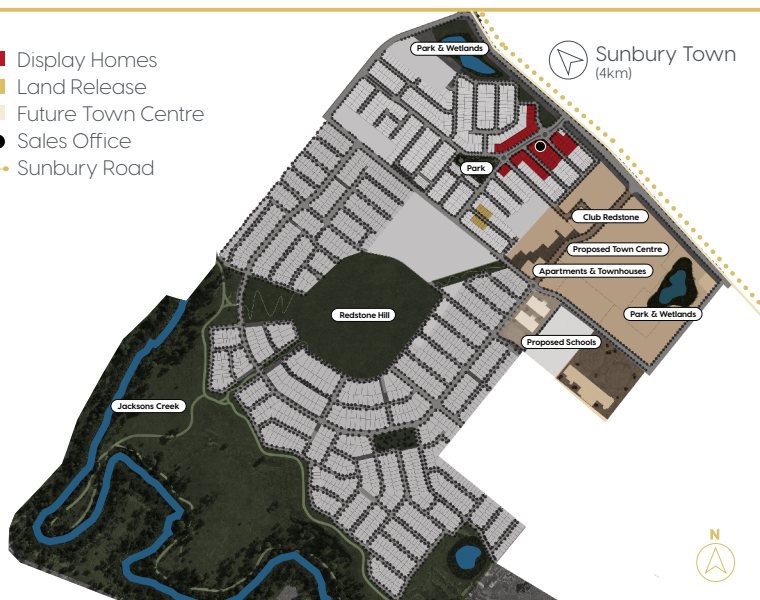 Display Homes
Land Release
Future Town Centre
Sales Office
Sunbury Road
Park & Wetlands
Sunbury Town
(4km)
Park
Club Redstone
Proposed Town Centre
Apartments & Townhouses
Redstone Hill
Park & Wetlands
Proposed Schools
Jacksons Creek
N